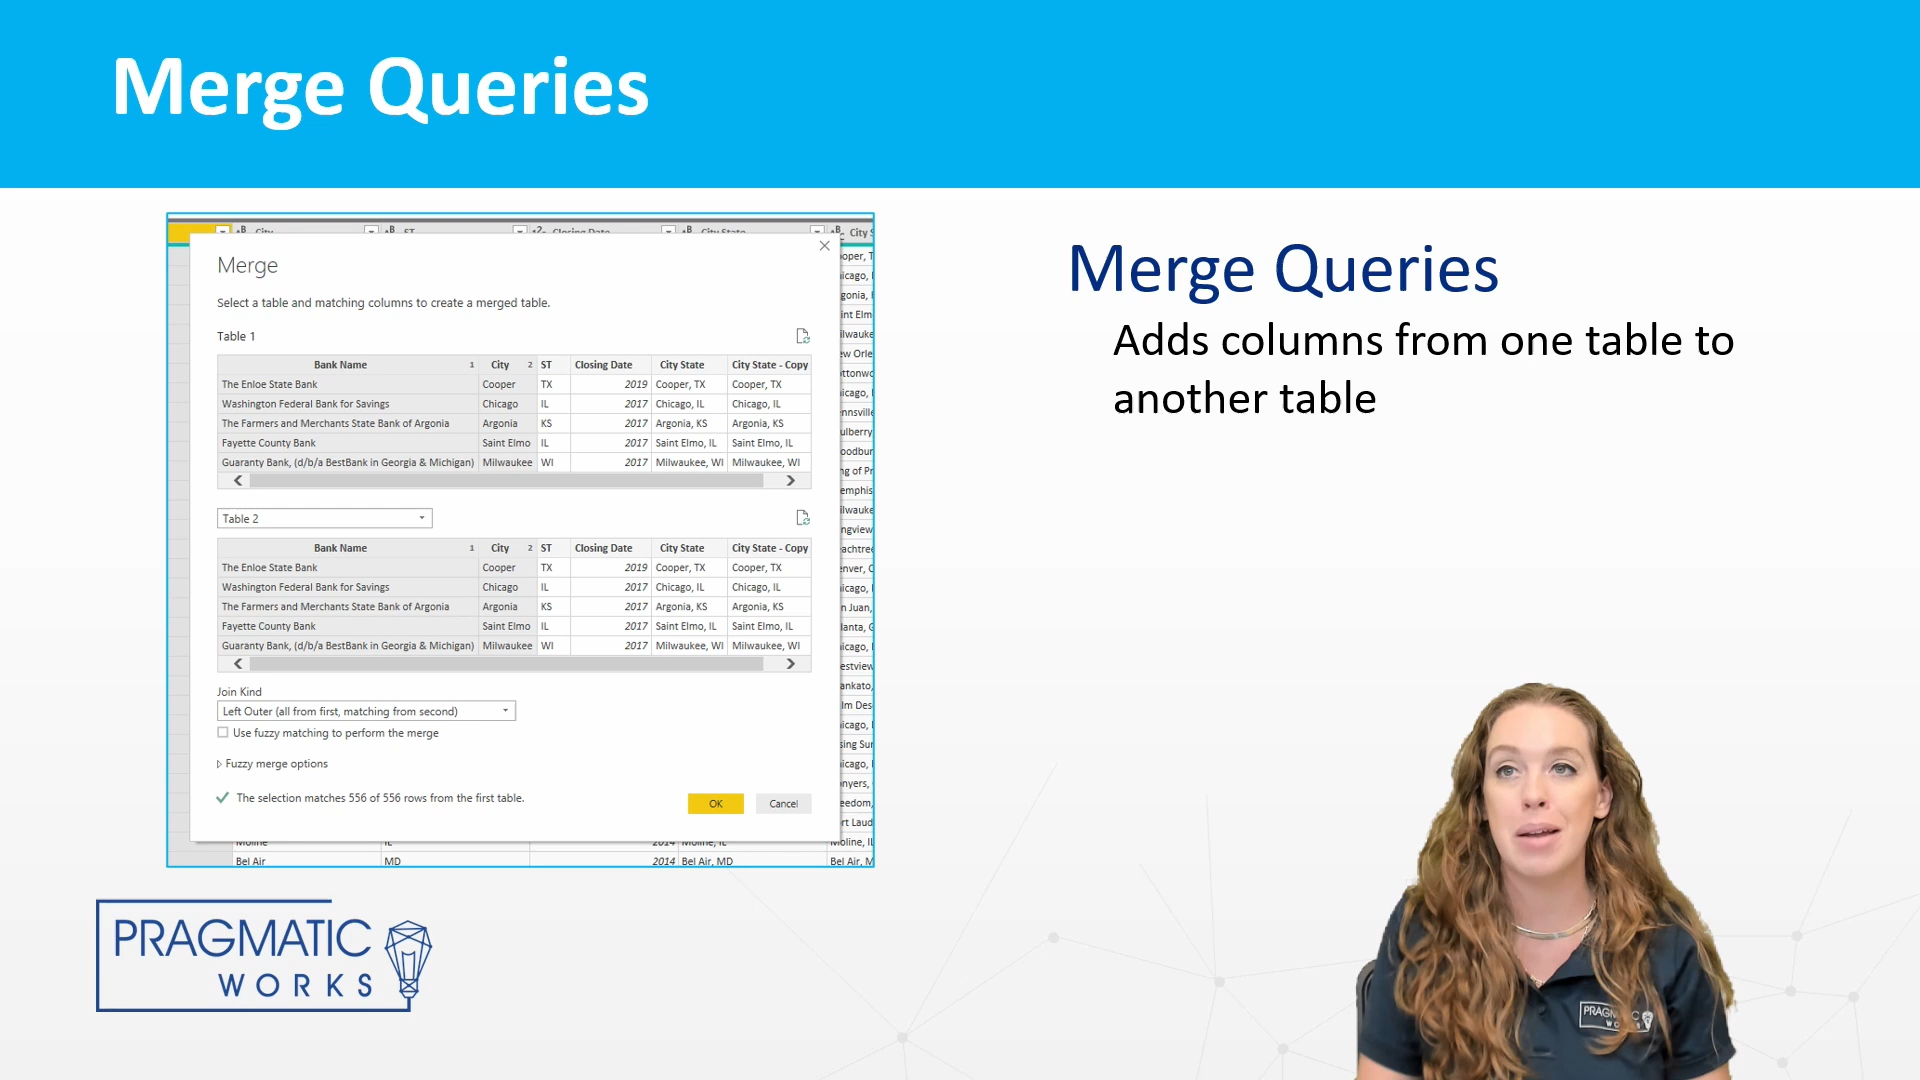 Merge Queries
Merge
Select a table and matching columns to create a merged table.
Table 1
Bank Name 1 City 2 ST Closing Date City State City State - Copy
The Enloe State Bank Cooper TX 2019 Cooper, TX Cooper, TX
Washington Federal Bank for Savings Chicago IL 2017 Chicago, IL Chicago, IL
The Farmers and Merchants State Bank of Argonia Argonia KS 2017 Argonia, KS Argonia, KS
Fayette County Bank Saint Elmo IL 2017 Saint Elmo, IL Saint Elmo, IL
Guaranty Bank, (d/b/a BestBank in Georgia & Michigan) Milwaukee WI 2017 Milwaukee, WI Milwaukee, WI
Table 2
Bank Name 1 City 2 ST Closing Date City State City State - Copy
The Enloe State Bank Cooper TX 2019 Cooper, TX Cooper, TX
Washington Federal Bank for Savings Chicago IL 2017 Chicago, IL Chicago, IL
The Farmers and Merchants State Bank of Argonia Argonia KS 2017 Argonia, KS Argonia, KS
Fayette County Bank Saint Elmo IL 2017 Saint Elmo, IL Saint Elmo, IL
Guaranty Bank, (d/b/a BestBank in Georgia & Michigan) Milwaukee WI 2017 Milwaukee, WI Milwaukee, WI
Join Kind
Left Outer (all from first, matching from second)
Use fuzzy matching to perform the merge
Fuzzy merge options
The selection matches 556 of 556 rows from the first table.
OK Cancel
Bel Air MD 2014 Bel Air, MD
Merge Queries
Adds columns from one table to
another table
PRAGMATIC
WORKS